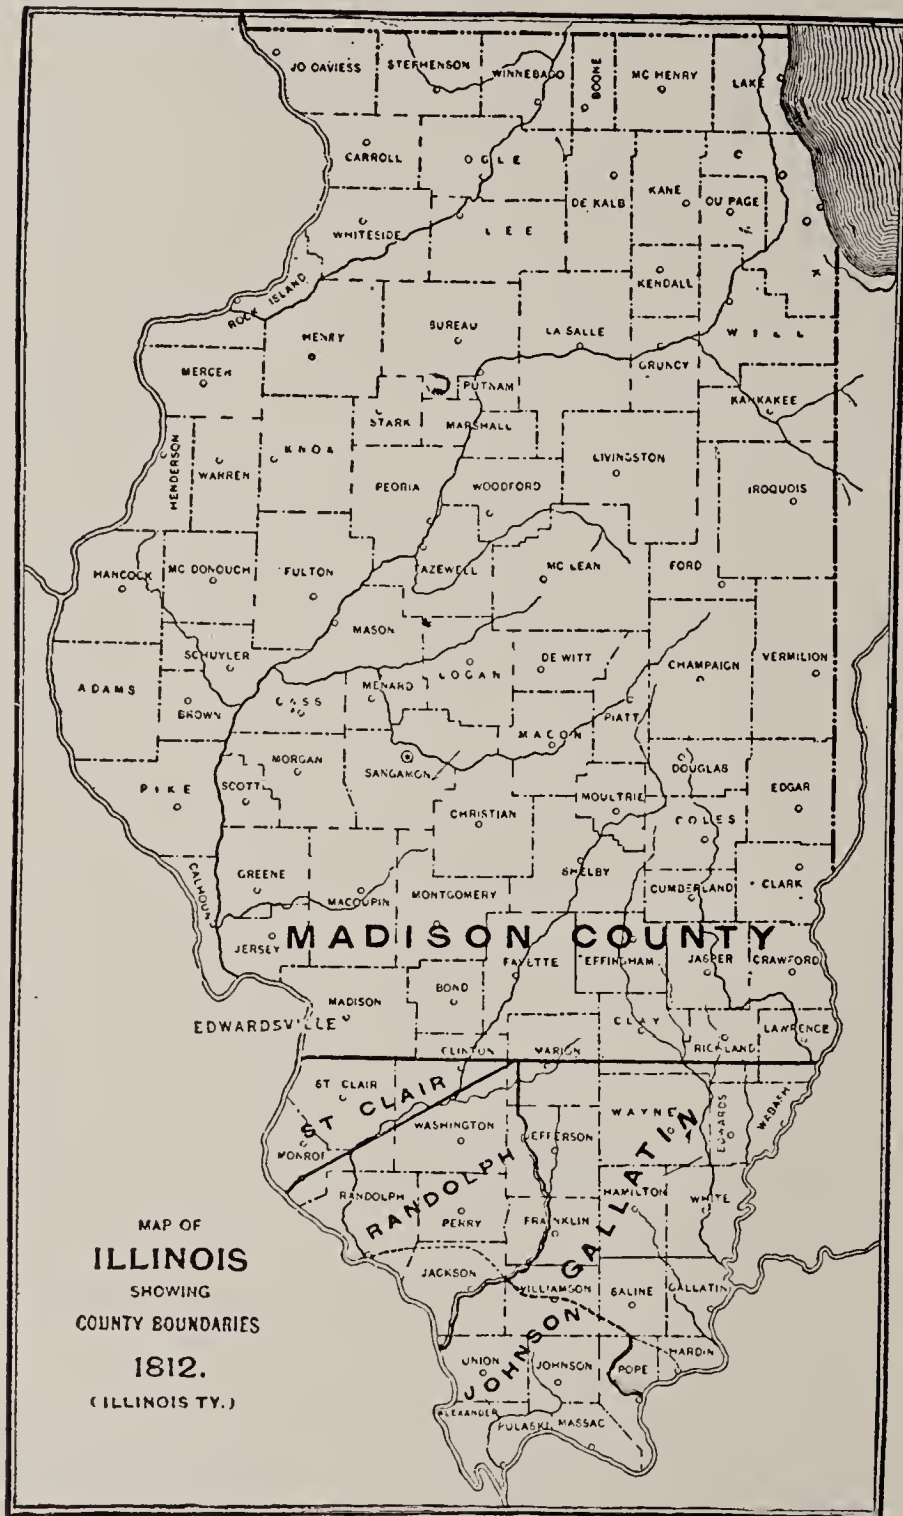 JO DAVIESS
STEPHENSON
WINNEBAGO
BOONE
MC HENRY
LAKE
CARROLL
OGLE
DE KALB
KANE
DU PAGE
WHITESIDE
LEE
KENDALL
ROCK ISLAND
HENRY
BUREAU
LA SALLE
WILL
GRUNCY
MERCER
PUTNAM
KANKAKEE
STARK
MARSHALL
HENDERSON
WARREN
KNOX
PEORIA
WOODFORD
LIVINGSTON
IROQUOIS
HANCOCK
MC DONOUCH
FULTON
TAZEWELL
MC LEAN
FORD
MASON
SCHUYLER
LOGAN
DE WITT
CHAMPAIGN
VERMILION
ADAMS
BROWN
CASS
MENARD
MACON
PIATT
PIKE
SCOTT
MORGAN
SANGAMON
CHRISTIAN
MOULTRIE
DOUGLAS
EDGAR
COLES
CALHOUN
GREENE
MACOUPIN
MONTGOMERY
SHELBY
CUMBERLAND
CLARK
JERSEY
MADISON COUNTY
FAYETTE
EFFINGHAM
JASPER
CRAWFORD
MADISON
BOND
EDWARDSVILLE
CLAY
RICHLAND
LAWRENCE
CLINTON
MARION
ST CLAIR
ST CLAIR
WAYNE
EDWARDS
WABASH
MONROE
WASHINGTON
JEFFERSON
RANDOLPH
RANDOLPH
PERRY
FRANKLIN
HAMILTON
WHITE
GALLATIN
JACKSON
WILLIAMSON
SALINE
GALLATIN
JOHNSON
UNION
JOHNSON
POPE
HARDIN
ALEXANDER
PULASKI
MASSAC
MAP OF
ILLINOIS
SHOWING
COUNTY BOUNDARIES
1812.
(ILLINOIS TY.)